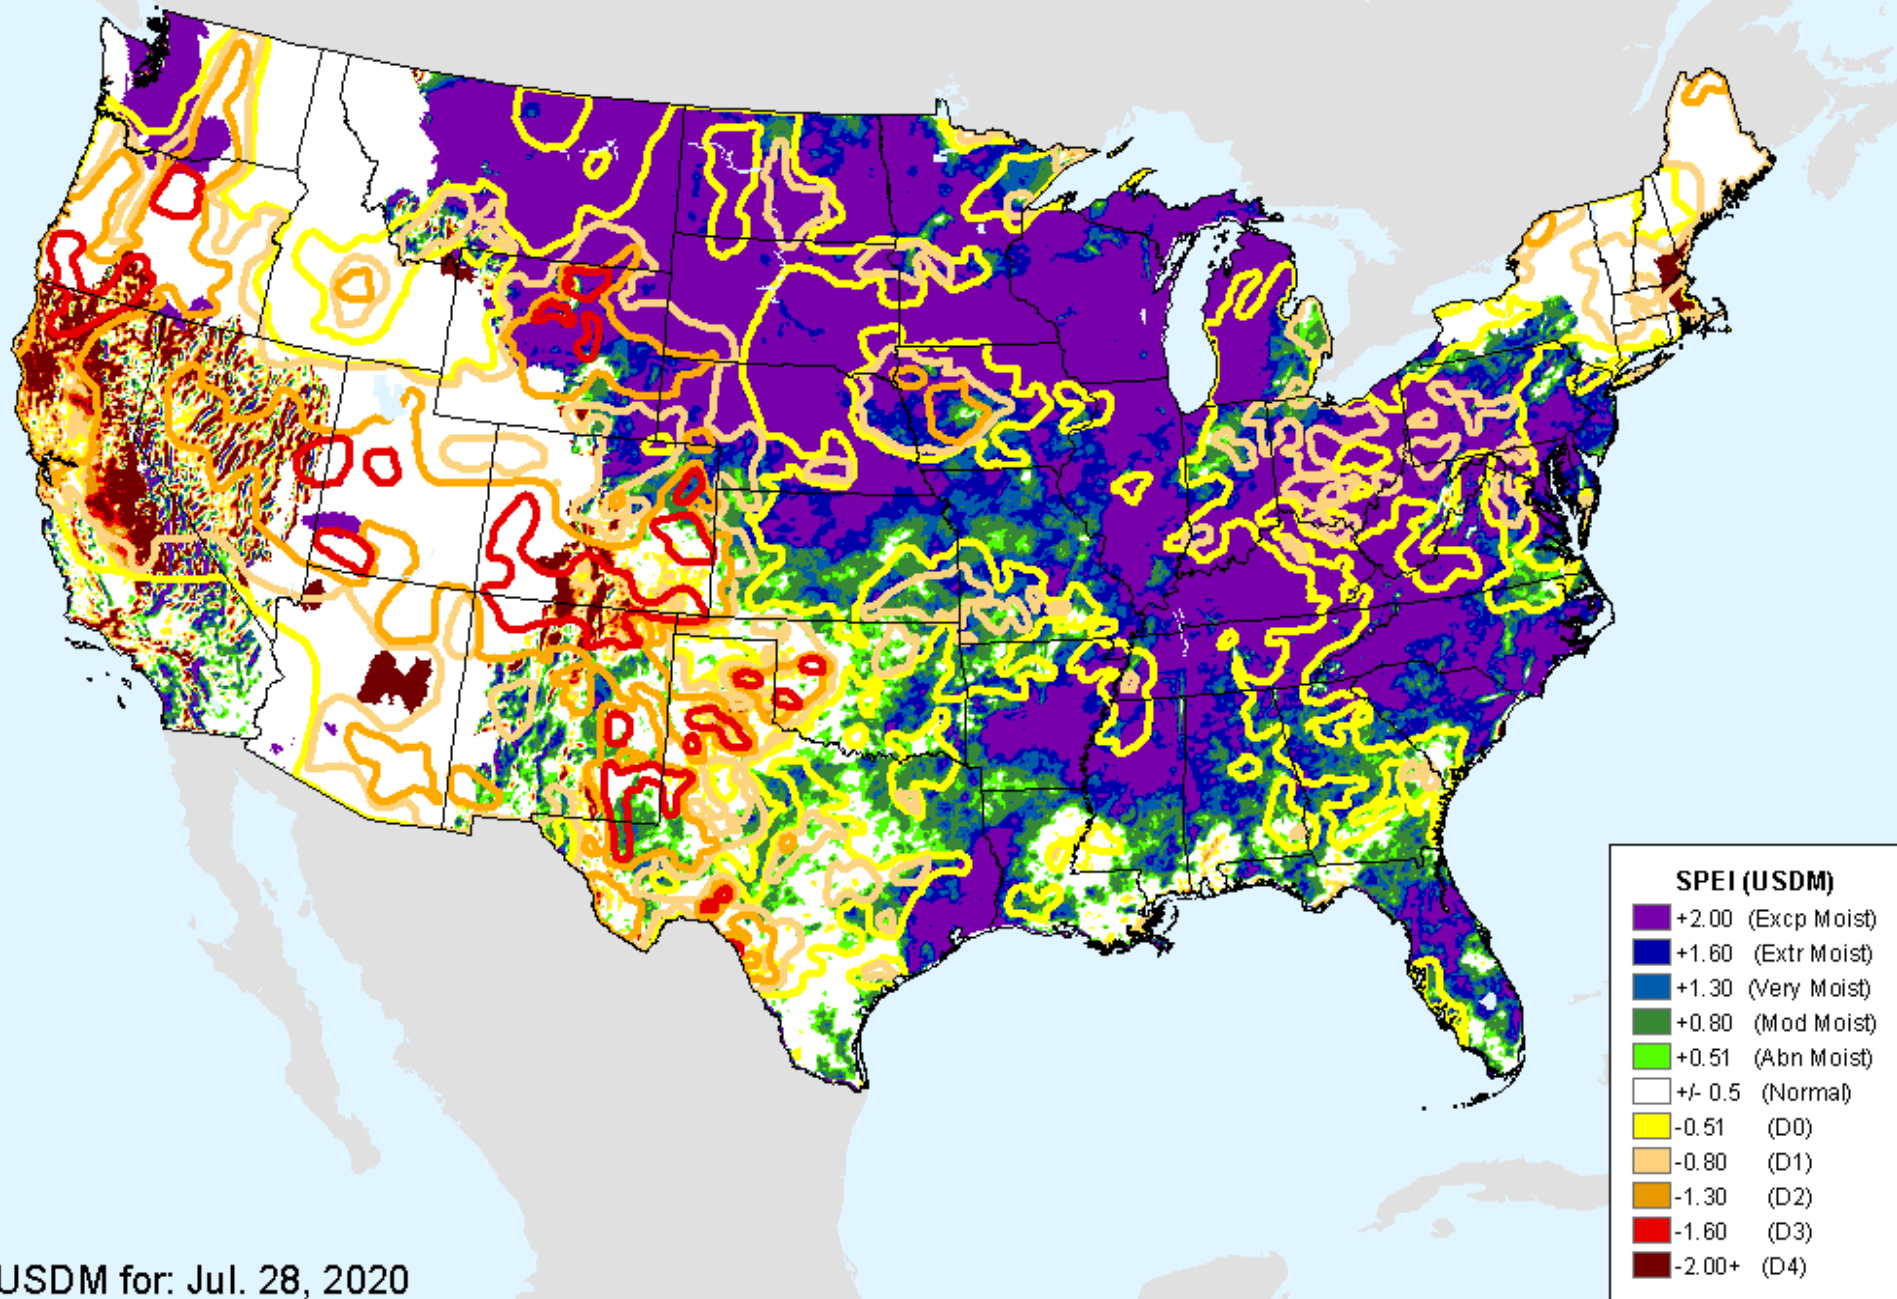 SPEI (USDM)
+2.00 (Excp Moist)
+1.60 (Extr Moist)
+1.30 (Very Moist)
+0.80 (Mod Moist)
+0.51 (Abn Moist)
+/- 0.5 (Normal)
-0.51 (D0)
-0.80 (D1)
-1.30 (D2)
-1.60 (D3)
-2.00+ (D4)
USDM for: Jul. 28, 2020